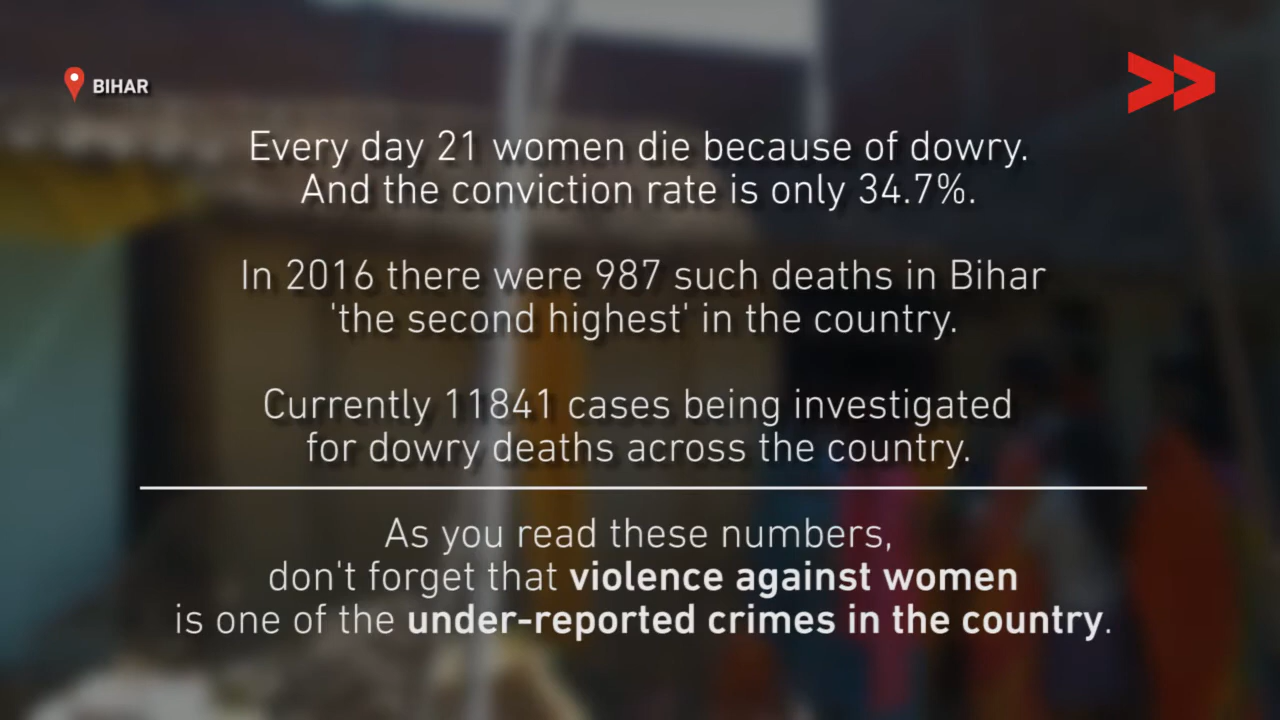 BIHAR
Every day 21 women die because of dowry.
And the conviction rate is only 34.7%.
In 2016 there were 987 such deaths in Bihar
'the second highest' in the country.
Currently 11841 cases being investigated
for dowry deaths across the country.
As you read these numbers,
don't forget that violence against women
is one of the under-reported crimes in the country.